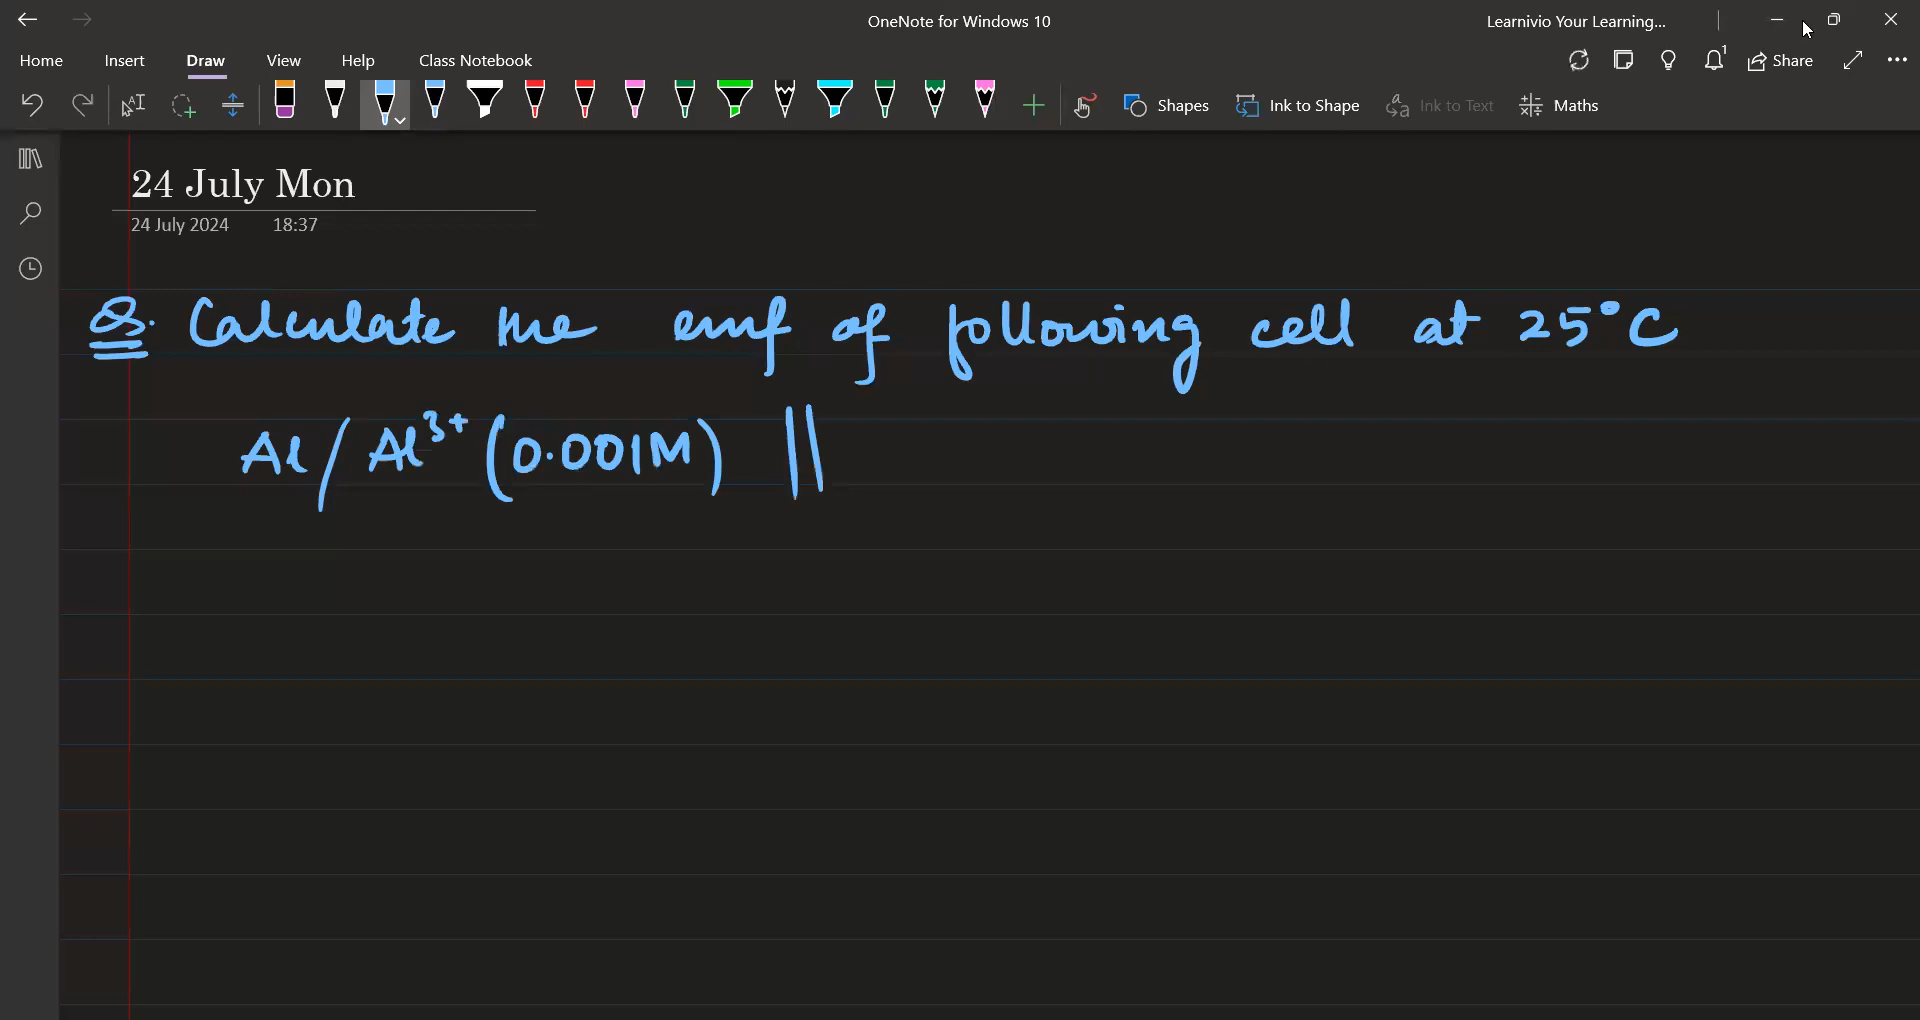 OneNote for Windows 10
Learnivio Your Learning...
Home Insert Draw View Help Class Notebook
1
Share
Shapes Ink to Shape Ink to Text Maths
24 July Mon
24 July 2024 18:37
Q. Calculate the emf of following cell at 25°C
Al/Al³⁺(0.001M) ||